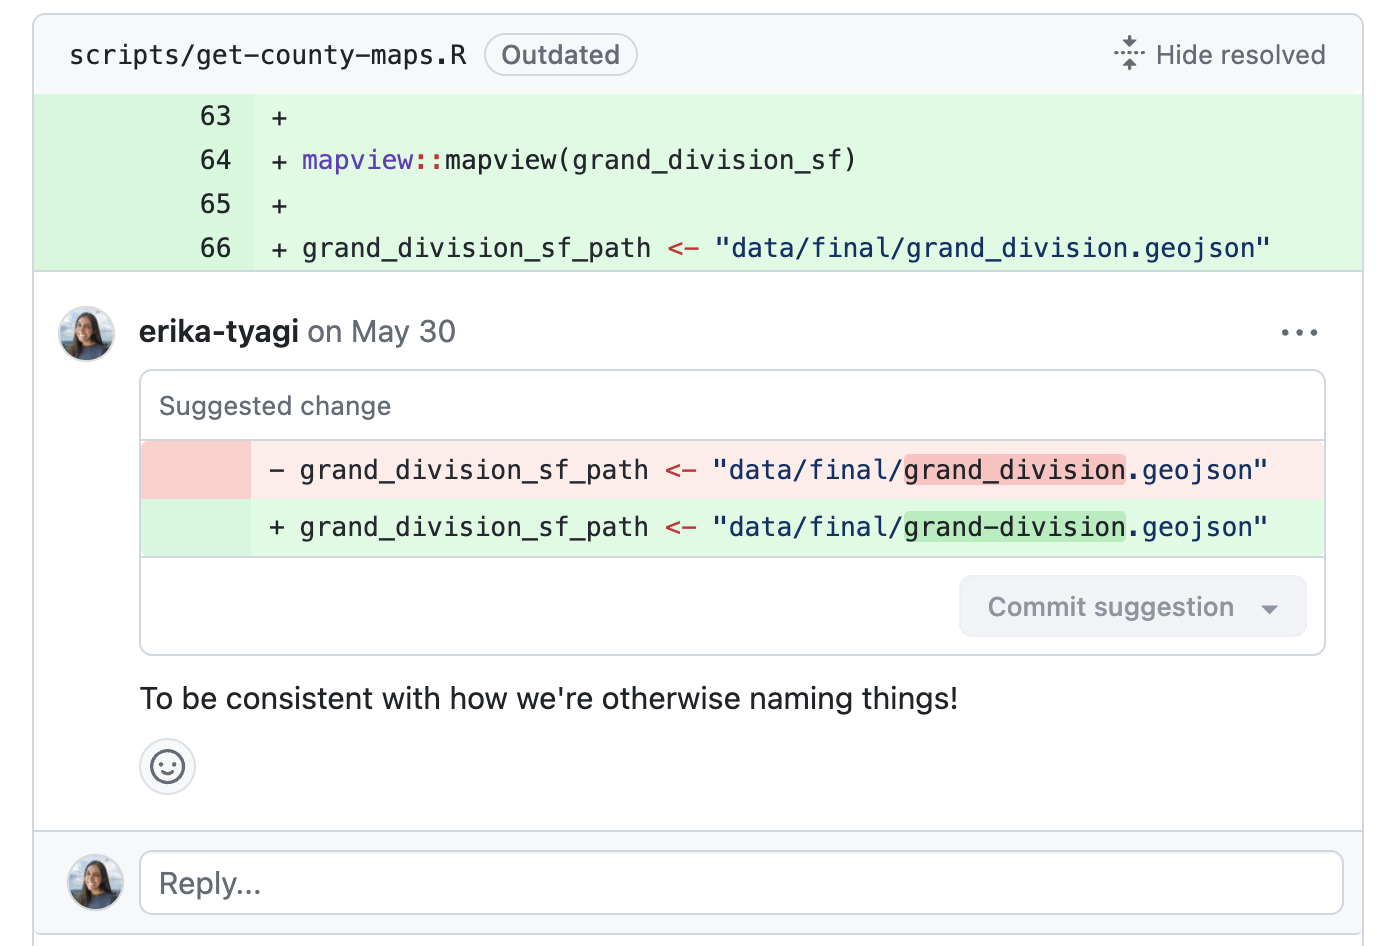 scripts/get-county-maps.R Outdated Hide resolved
63 +
64 + mapview::mapview(grand_division_sf)
65 +
66 + grand_division_sf_path <- "data/final/grand_division.geojson"
erika-tyagi on May 30
Suggested change
- grand_division_sf_path <- "data/final/grand_division.geojson"
+ grand_division_sf_path <- "data/final/grand-division.geojson"
Commit suggestion
To be consistent with how we're otherwise naming things!
Reply...